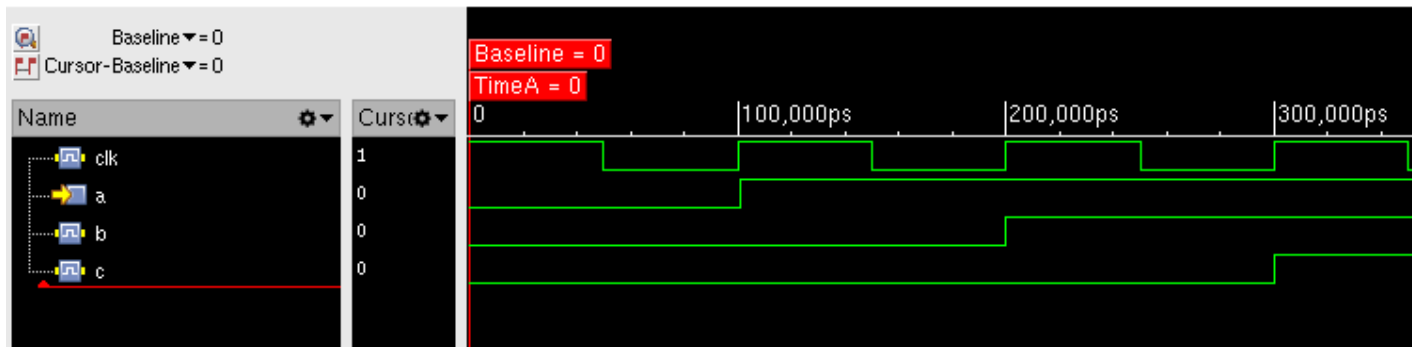 Baseline▼= 0
Cursor-Baseline▼= 0
Baseline = 0
TimeA = 0
Name
Curso
0
100,000ps
200,000ps
300,000ps
clk
1
a
0
b
0
c
0